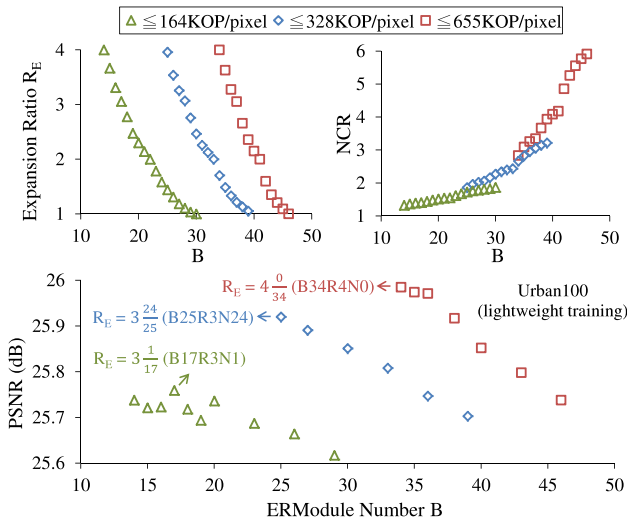 ≦164KOP/pixel ≦328KOP/pixel ≦655KOP/pixel
4
3
2
1
10 20 30 40 50
Expansion Ratio R_E
B
6
5
4
3
2
1
10 20 30 40 50
NCR
B
26
25.9
25.8
25.7
25.6
10 15 20 25 30 35 40 45 50
PSNR (dB)
ERModule Number B
R_E = 4 0/34 (B34R4N0)
R_E = 3 24/25 (B25R3N24)
R_E = 3 1/17 (B17R3N1)
Urban100
(lightweight training)